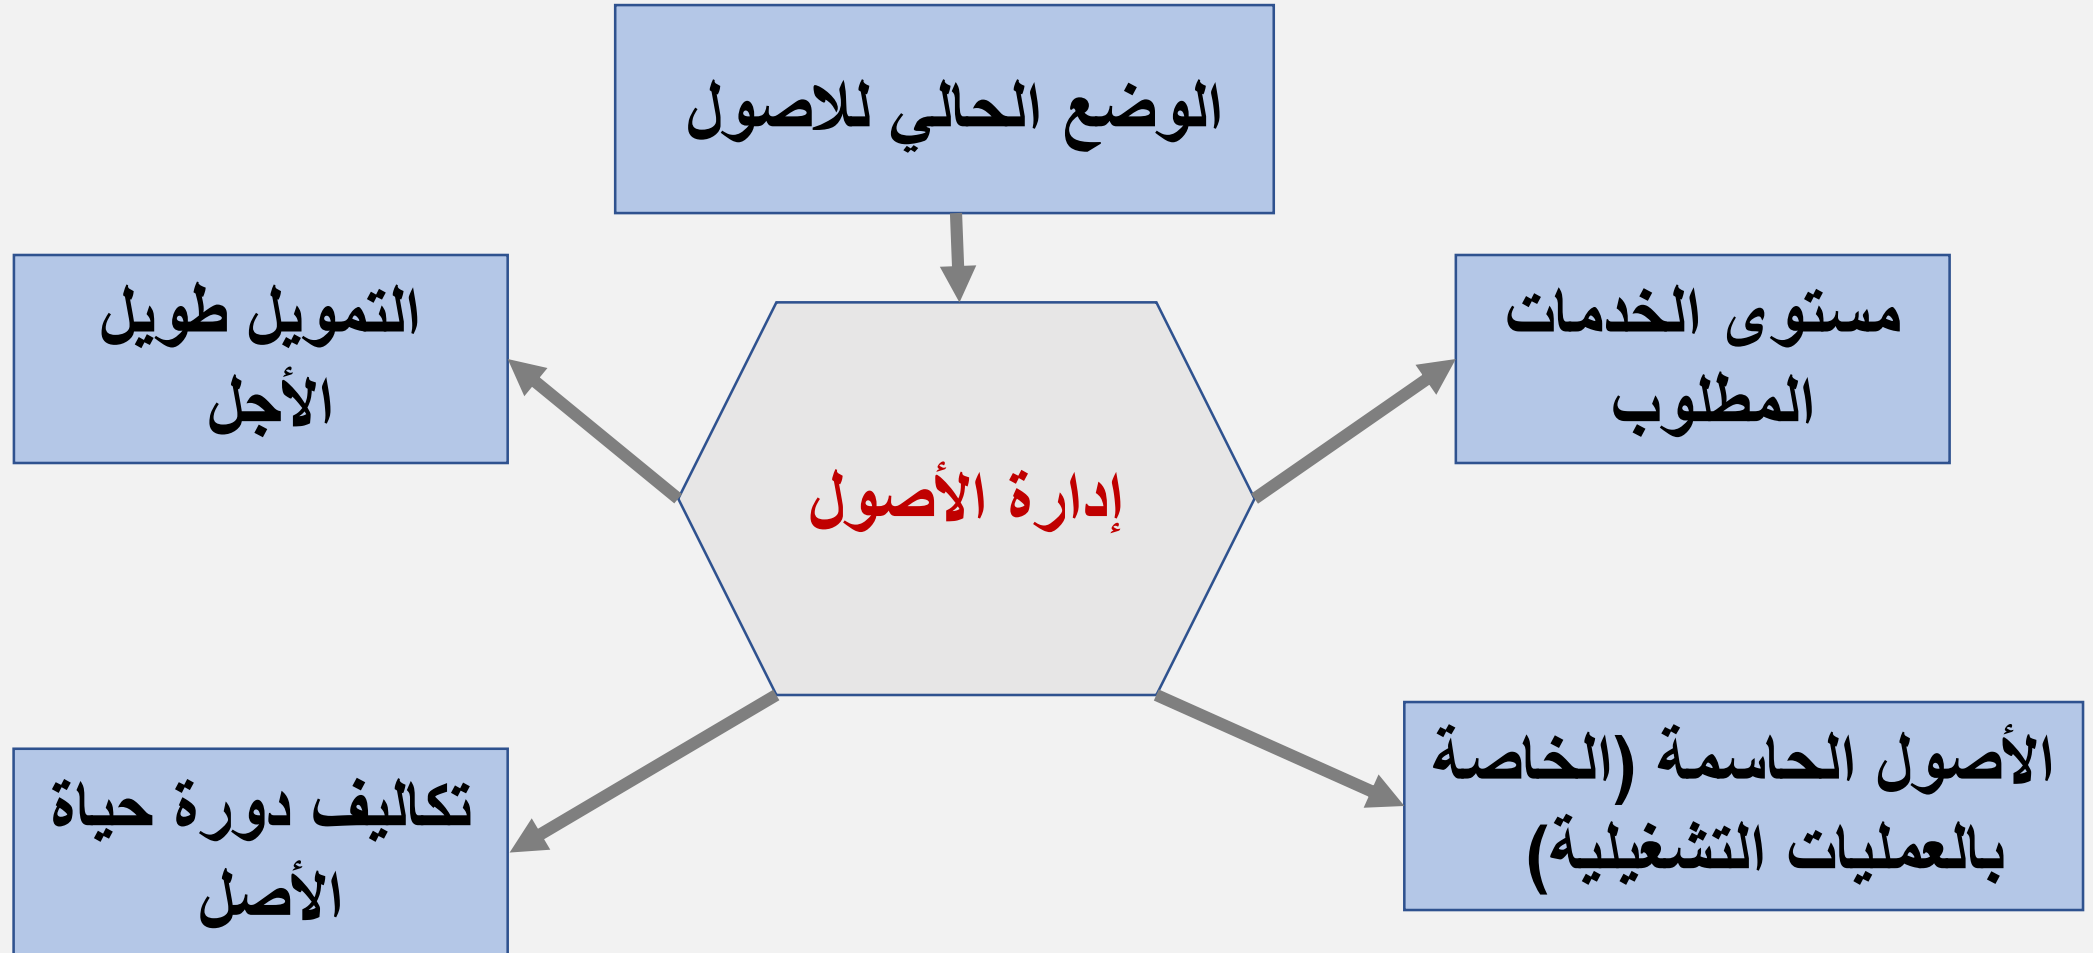 الوضع الحالي للاصول
مستوى الخدمات
المطلوب
التمويل طويل
الأجل
إدارة الأصول
الأصول الحاسمة (الخاصة
بالعمليات التشغيلية)
تكاليف دورة حياة
الأصل